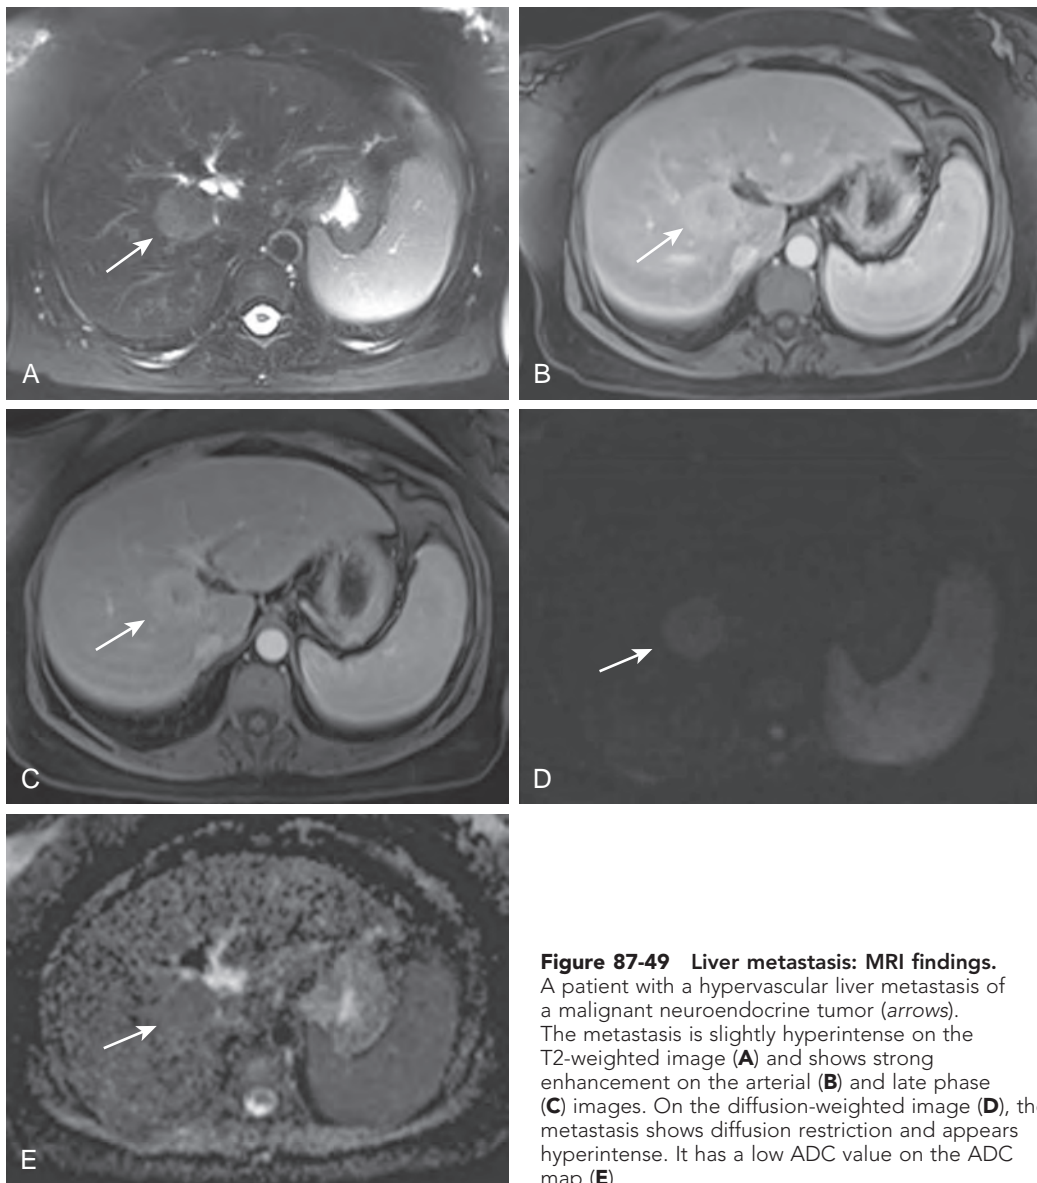 A
B
C
D
E
Figure 87-49 Liver metastasis: MRI findings.
A patient with a hypervascular liver metastasis of
a malignant neuroendocrine tumor (arrows).
The metastasis is slightly hyperintense on the
T2-weighted image (A) and shows strong
enhancement on the arterial (B) and late phase
(C) images. On the diffusion-weighted image (D), th
metastasis shows diffusion restriction and appears
hyperintense. It has a low ADC value on the ADC
map (E)